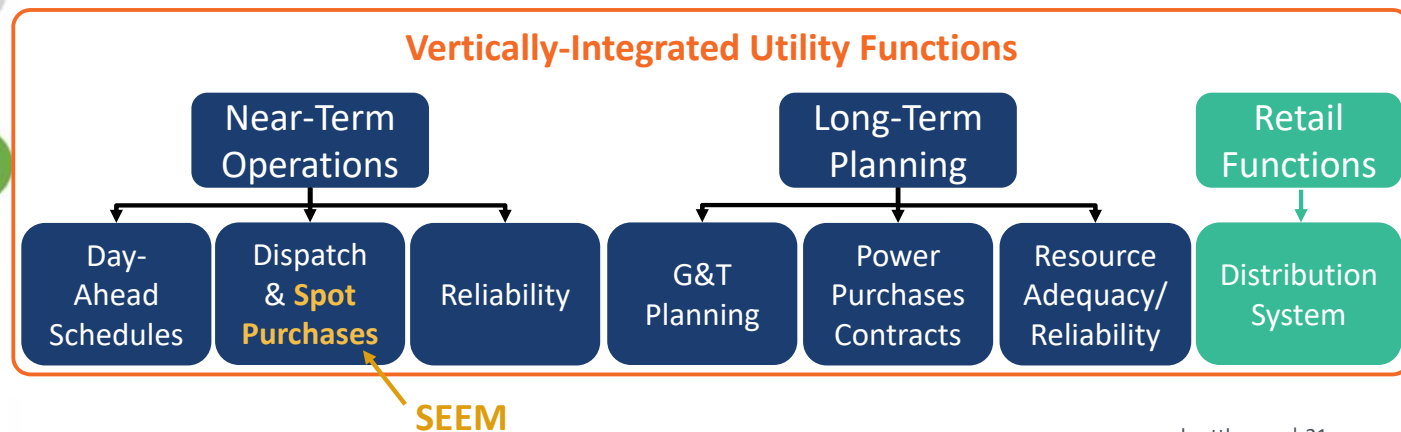 Vertically-Integrated Utility Functions
Near-Term
Operations
Long-Term
Planning
Retail
Functions
Day-
Ahead
Schedules
Dispatch
& Spot
Purchases
Reliability
G&T
Planning
Power
Purchases
Contracts
Resource
Adequacy/
Reliability
Distribution
System
SEEM